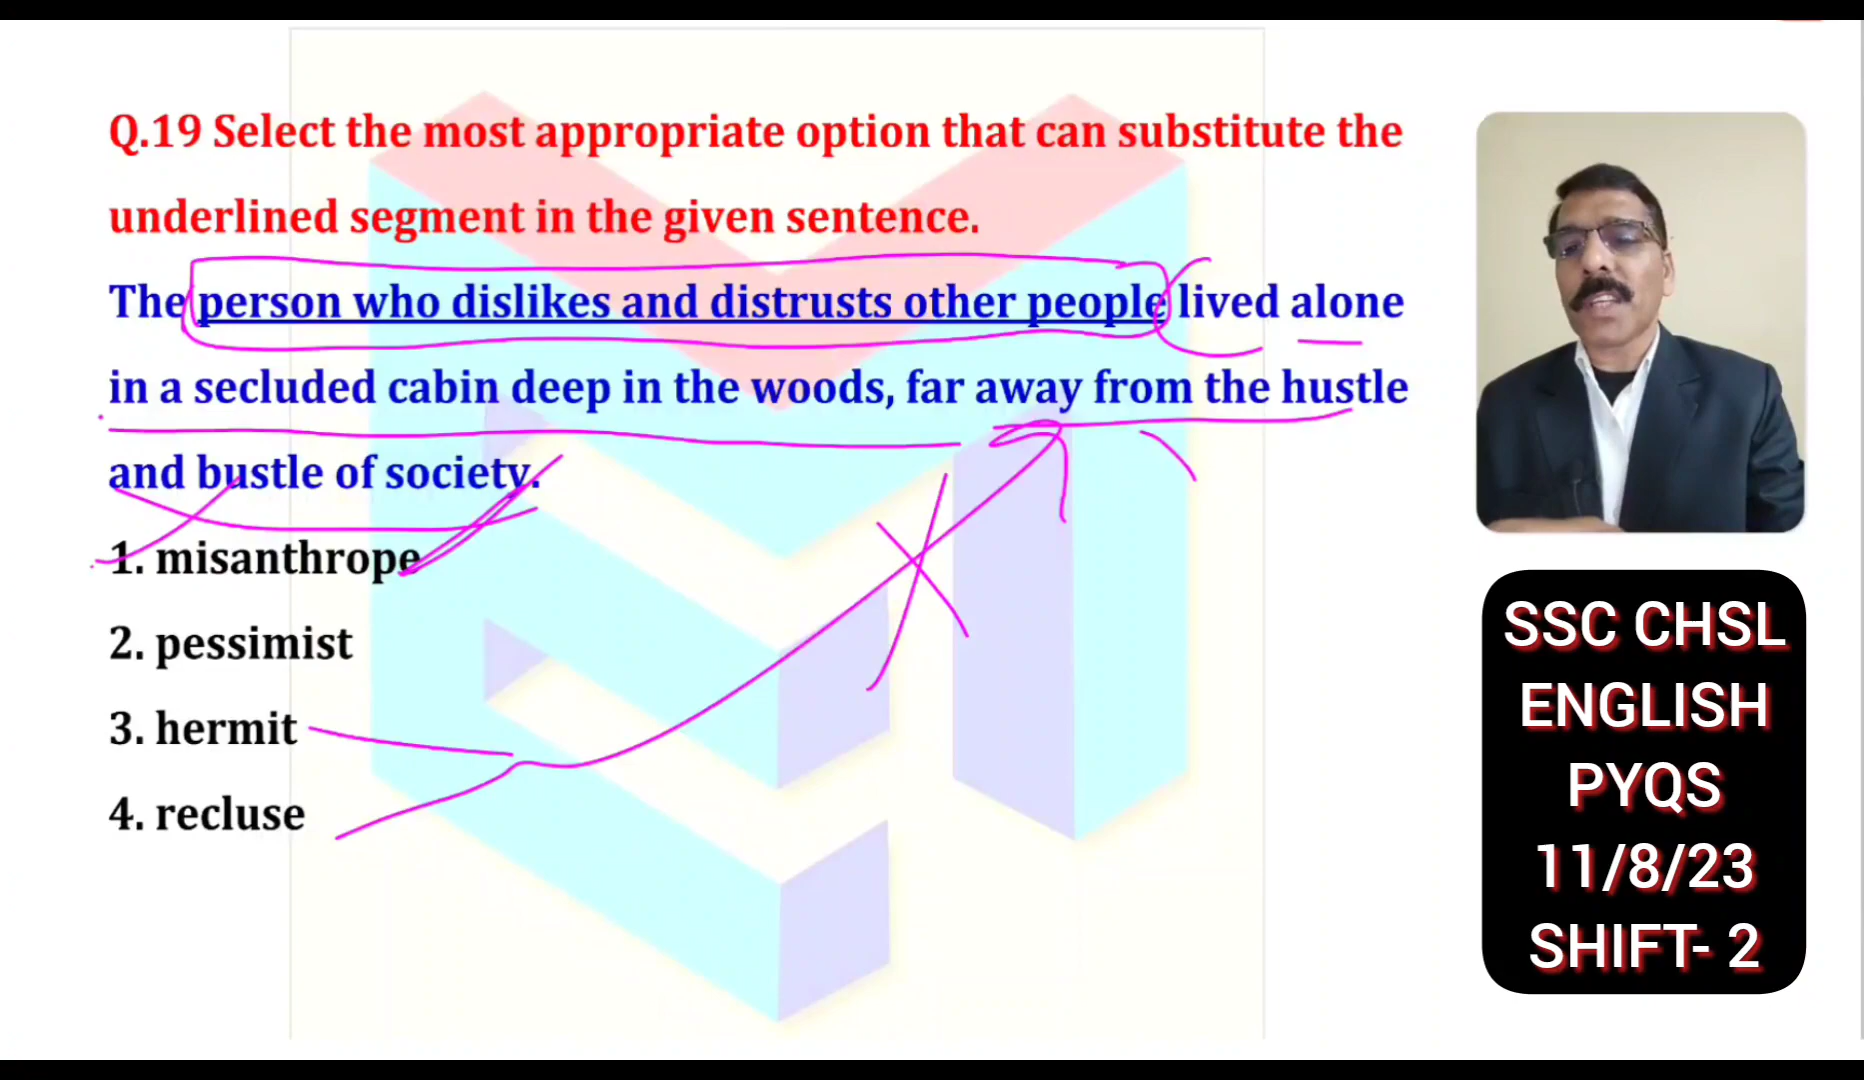 Q.19 Select the most appropriate option that can substitute the
underlined segment in the given sentence.
The person who dislikes and distrusts other people lived alone
in a secluded cabin deep in the woods, far away from the hustle
and bustle of society.
1. misanthrope
2. pessimist
3. hermit
4. recluse
SSC CHSL
ENGLISH
PYQS
11/8/23
SHIFT- 2